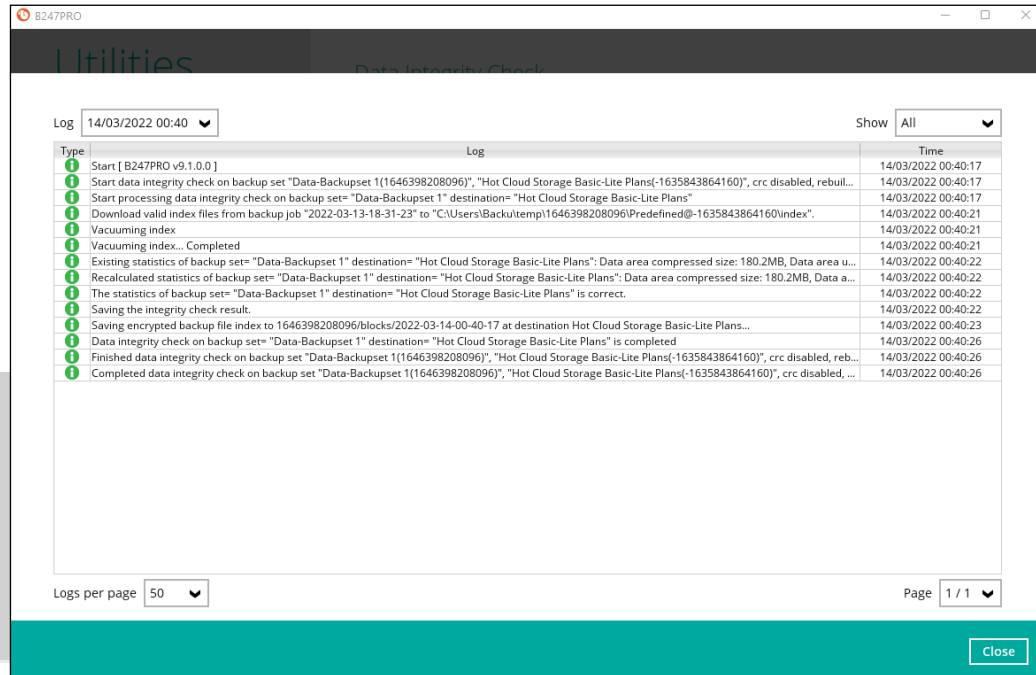 B247PRO
Utilities
Data Integrity Check
Log 14/03/2022 00:40 Show All
Type Log Time
Start [ B247PRO v9.1.0.0 ] 14/03/2022 00:40:17
Start data integrity check on backup set "Data-Backupset 1(1646398208096)", "Hot Cloud Storage Basic-Lite Plans(-1635843864160)", crc disabled, rebuil... 14/03/2022 00:40:17
Start processing data integrity check on backup set= "Data-Backupset 1" destination= "Hot Cloud Storage Basic-Lite Plans" 14/03/2022 00:40:17
Download valid index files from backup job "2022-03-13-18-31-23" to "C:\Users\Backu\temp\1646398208096\Predefined@-1635843864160\index". 14/03/2022 00:40:21
Vacuuming index 14/03/2022 00:40:21
Vacuuming index... Completed 14/03/2022 00:40:21
Existing statistics of backup set= "Data-Backupset 1" destination= "Hot Cloud Storage Basic-Lite Plans": Data area compressed size: 180.2MB, Data area u... 14/03/2022 00:40:22
Recalculated statistics of backup set= "Data-Backupset 1" destination= "Hot Cloud Storage Basic-Lite Plans": Data area compressed size: 180.2MB, Data a... 14/03/2022 00:40:22
The statistics of backup set= "Data-Backupset 1" destination= "Hot Cloud Storage Basic-Lite Plans" is correct. 14/03/2022 00:40:22
Saving the integrity check result. 14/03/2022 00:40:22
Saving encrypted backup file index to 1646398208096/blocks/2022-03-14-00-40-17 at destination Hot Cloud Storage Basic-Lite Plans... 14/03/2022 00:40:23
Data integrity check on backup set= "Data-Backupset 1" destination= "Hot Cloud Storage Basic-Lite Plans" is completed 14/03/2022 00:40:26
Finished data integrity check on backup set "Data-Backupset 1(1646398208096)", "Hot Cloud Storage Basic-Lite Plans(-1635843864160)", crc disabled, reb... 14/03/2022 00:40:26
Completed data integrity check on backup set "Data-Backupset 1(1646398208096)", "Hot Cloud Storage Basic-Lite Plans(-1635843864160)", crc disabled, ... 14/03/2022 00:40:26
Logs per page 50 Page 1 / 1
Close